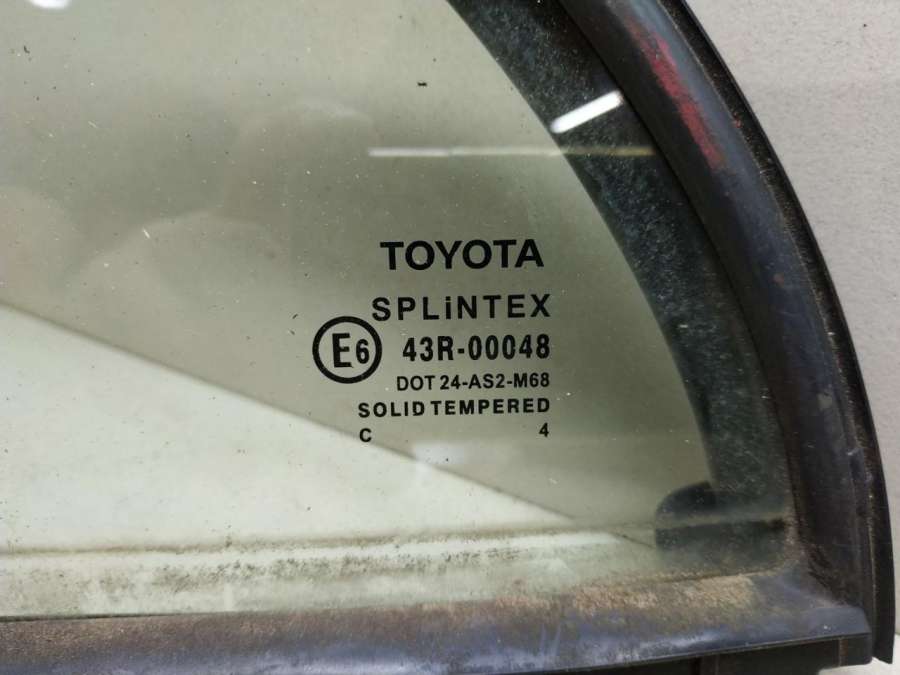 TOYOTA
SPLiNTEX
E6 43R-00048
DOT 24-AS2-M68
SOLID TEMPERED
C 4